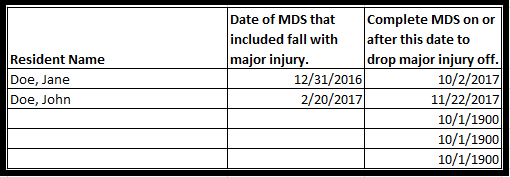 Date of MDS that Complete MDS on or
included fall with after this date to
Resident Name major injury. drop major injury off.
Doe, Jane 12/31/2016 10/2/2017
Doe, John 2/20/2017 11/22/2017
10/1/1900
10/1/1900
10/1/1900